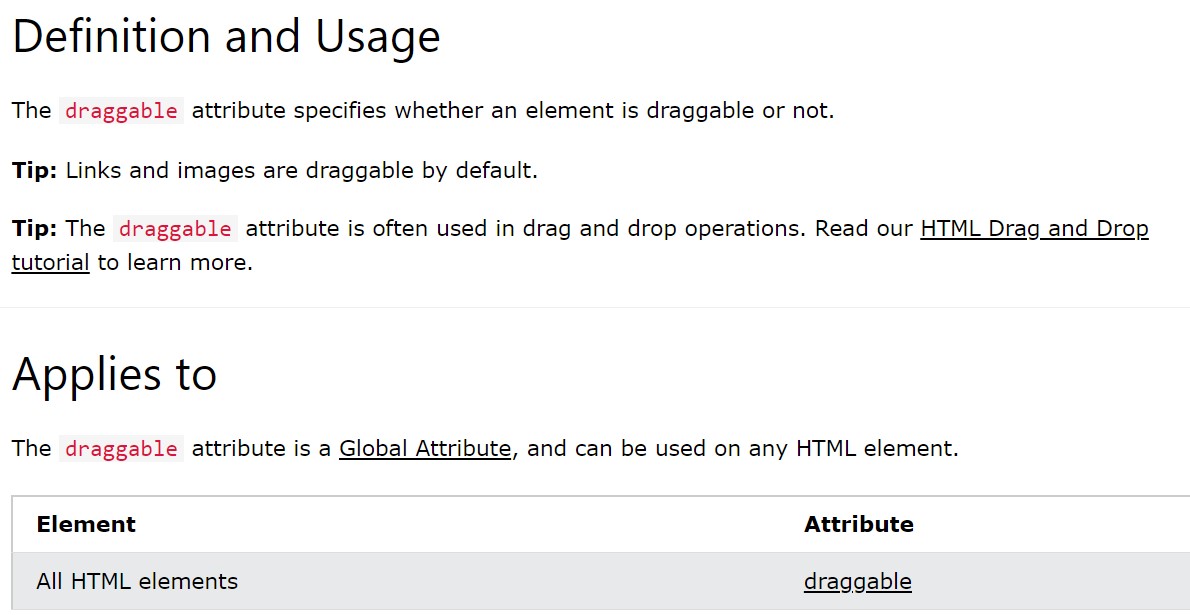 Definition and Usage
The draggable attribute specifies whether an element is draggable or not.
Tip: Links and images are draggable by default.
Tip: The draggable attribute is often used in drag and drop operations. Read our HTML Drag and Drop
tutorial to learn more.
Applies to
The draggable attribute is a Global Attribute, and can be used on any HTML element.
Element Attribute
All HTML elements draggable